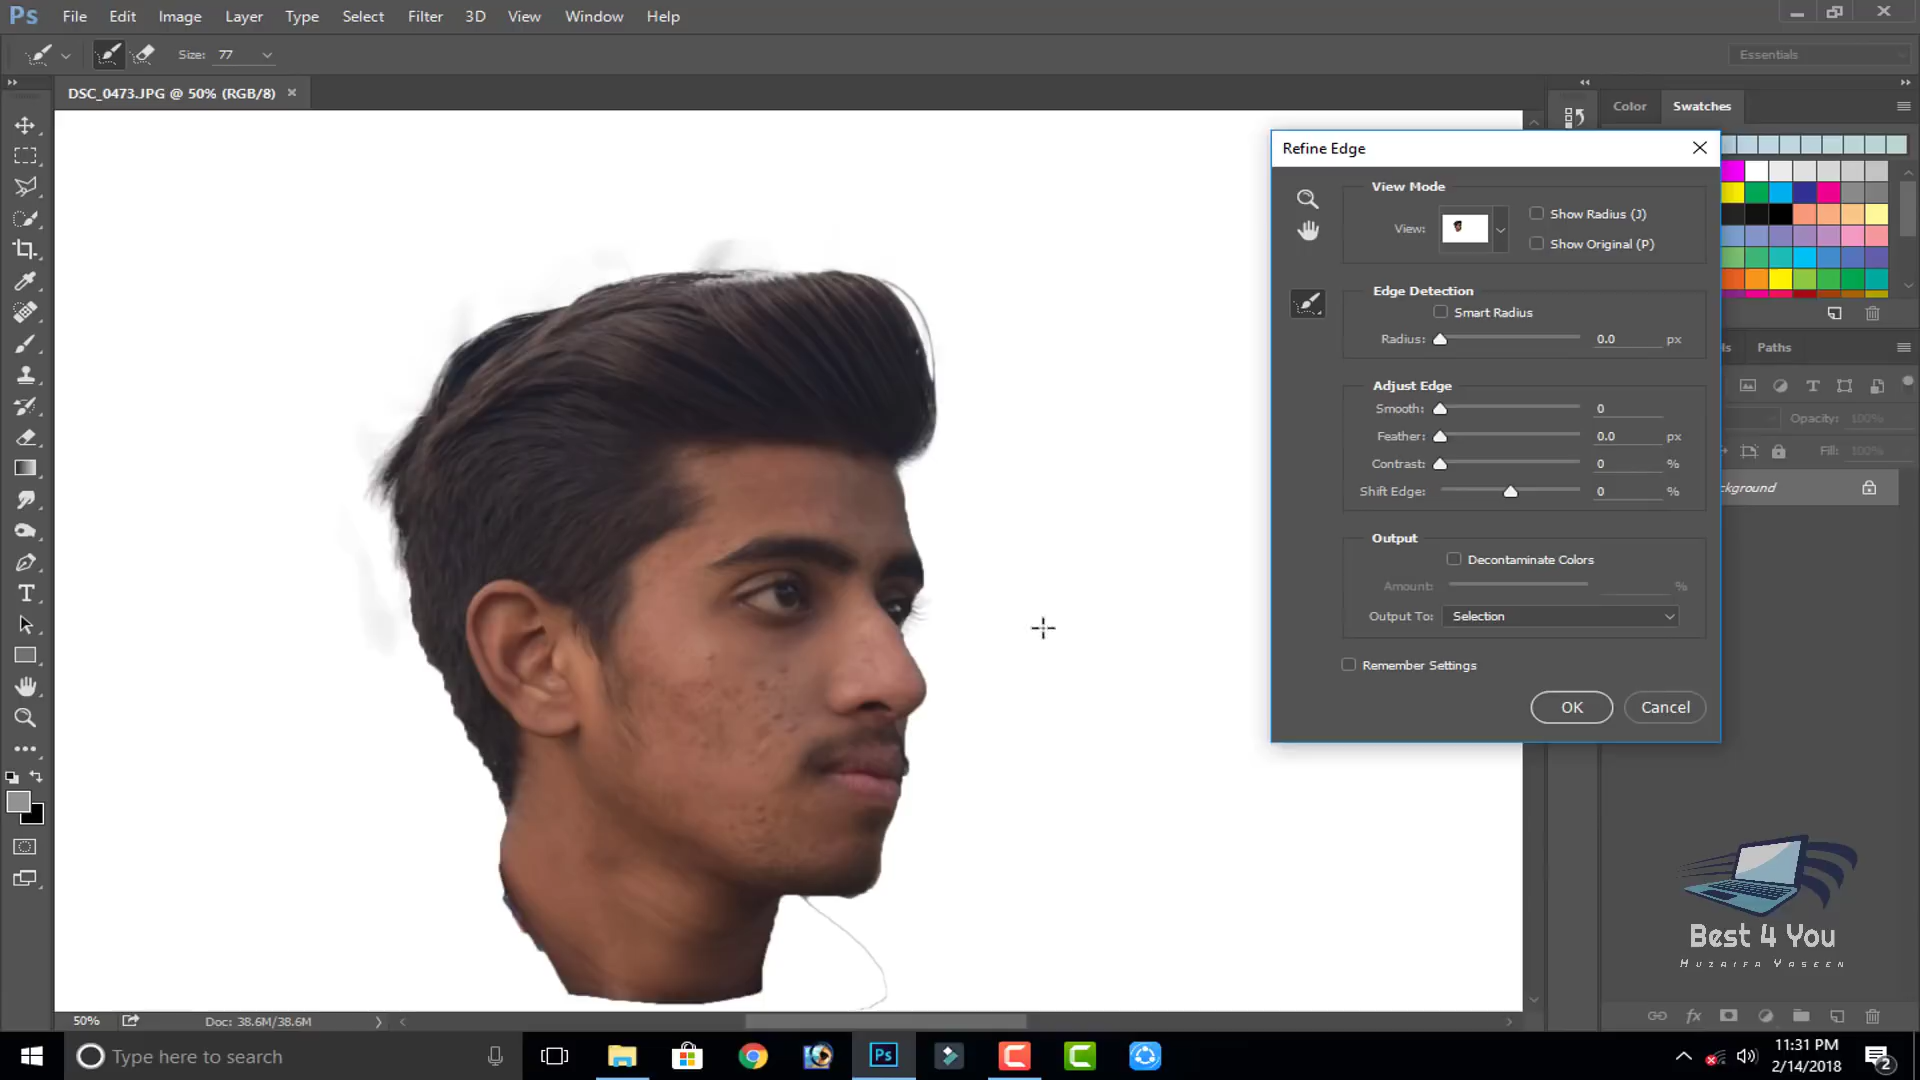 Ps File Edit Image Layer Type Select Filter 3D View Window Help
Size: 77
Essentials
DSC_0473.JPG @ 50% (RGB/8) ×
Color Swatches
Refine Edge
View Mode
View:
Show Radius (J)
Show Original (P)
Edge Detection
Smart Radius
Radius: 0.0 px
Paths
Adjust Edge
Smooth: 0
Feather: 0.0 px
Contrast: 0 %
Shift Edge: 0 %
Opacity: 100%
Fill: 100%
ckground
Output
Decontaminate Colors
Amount: %
Output To: Selection
Remember Settings
OK Cancel
Best 4 You
Huzaifa Yaseen
50% Doc: 38.6M/38.6M
Type here to search
Ps
11:31 PM
2/14/2018
2